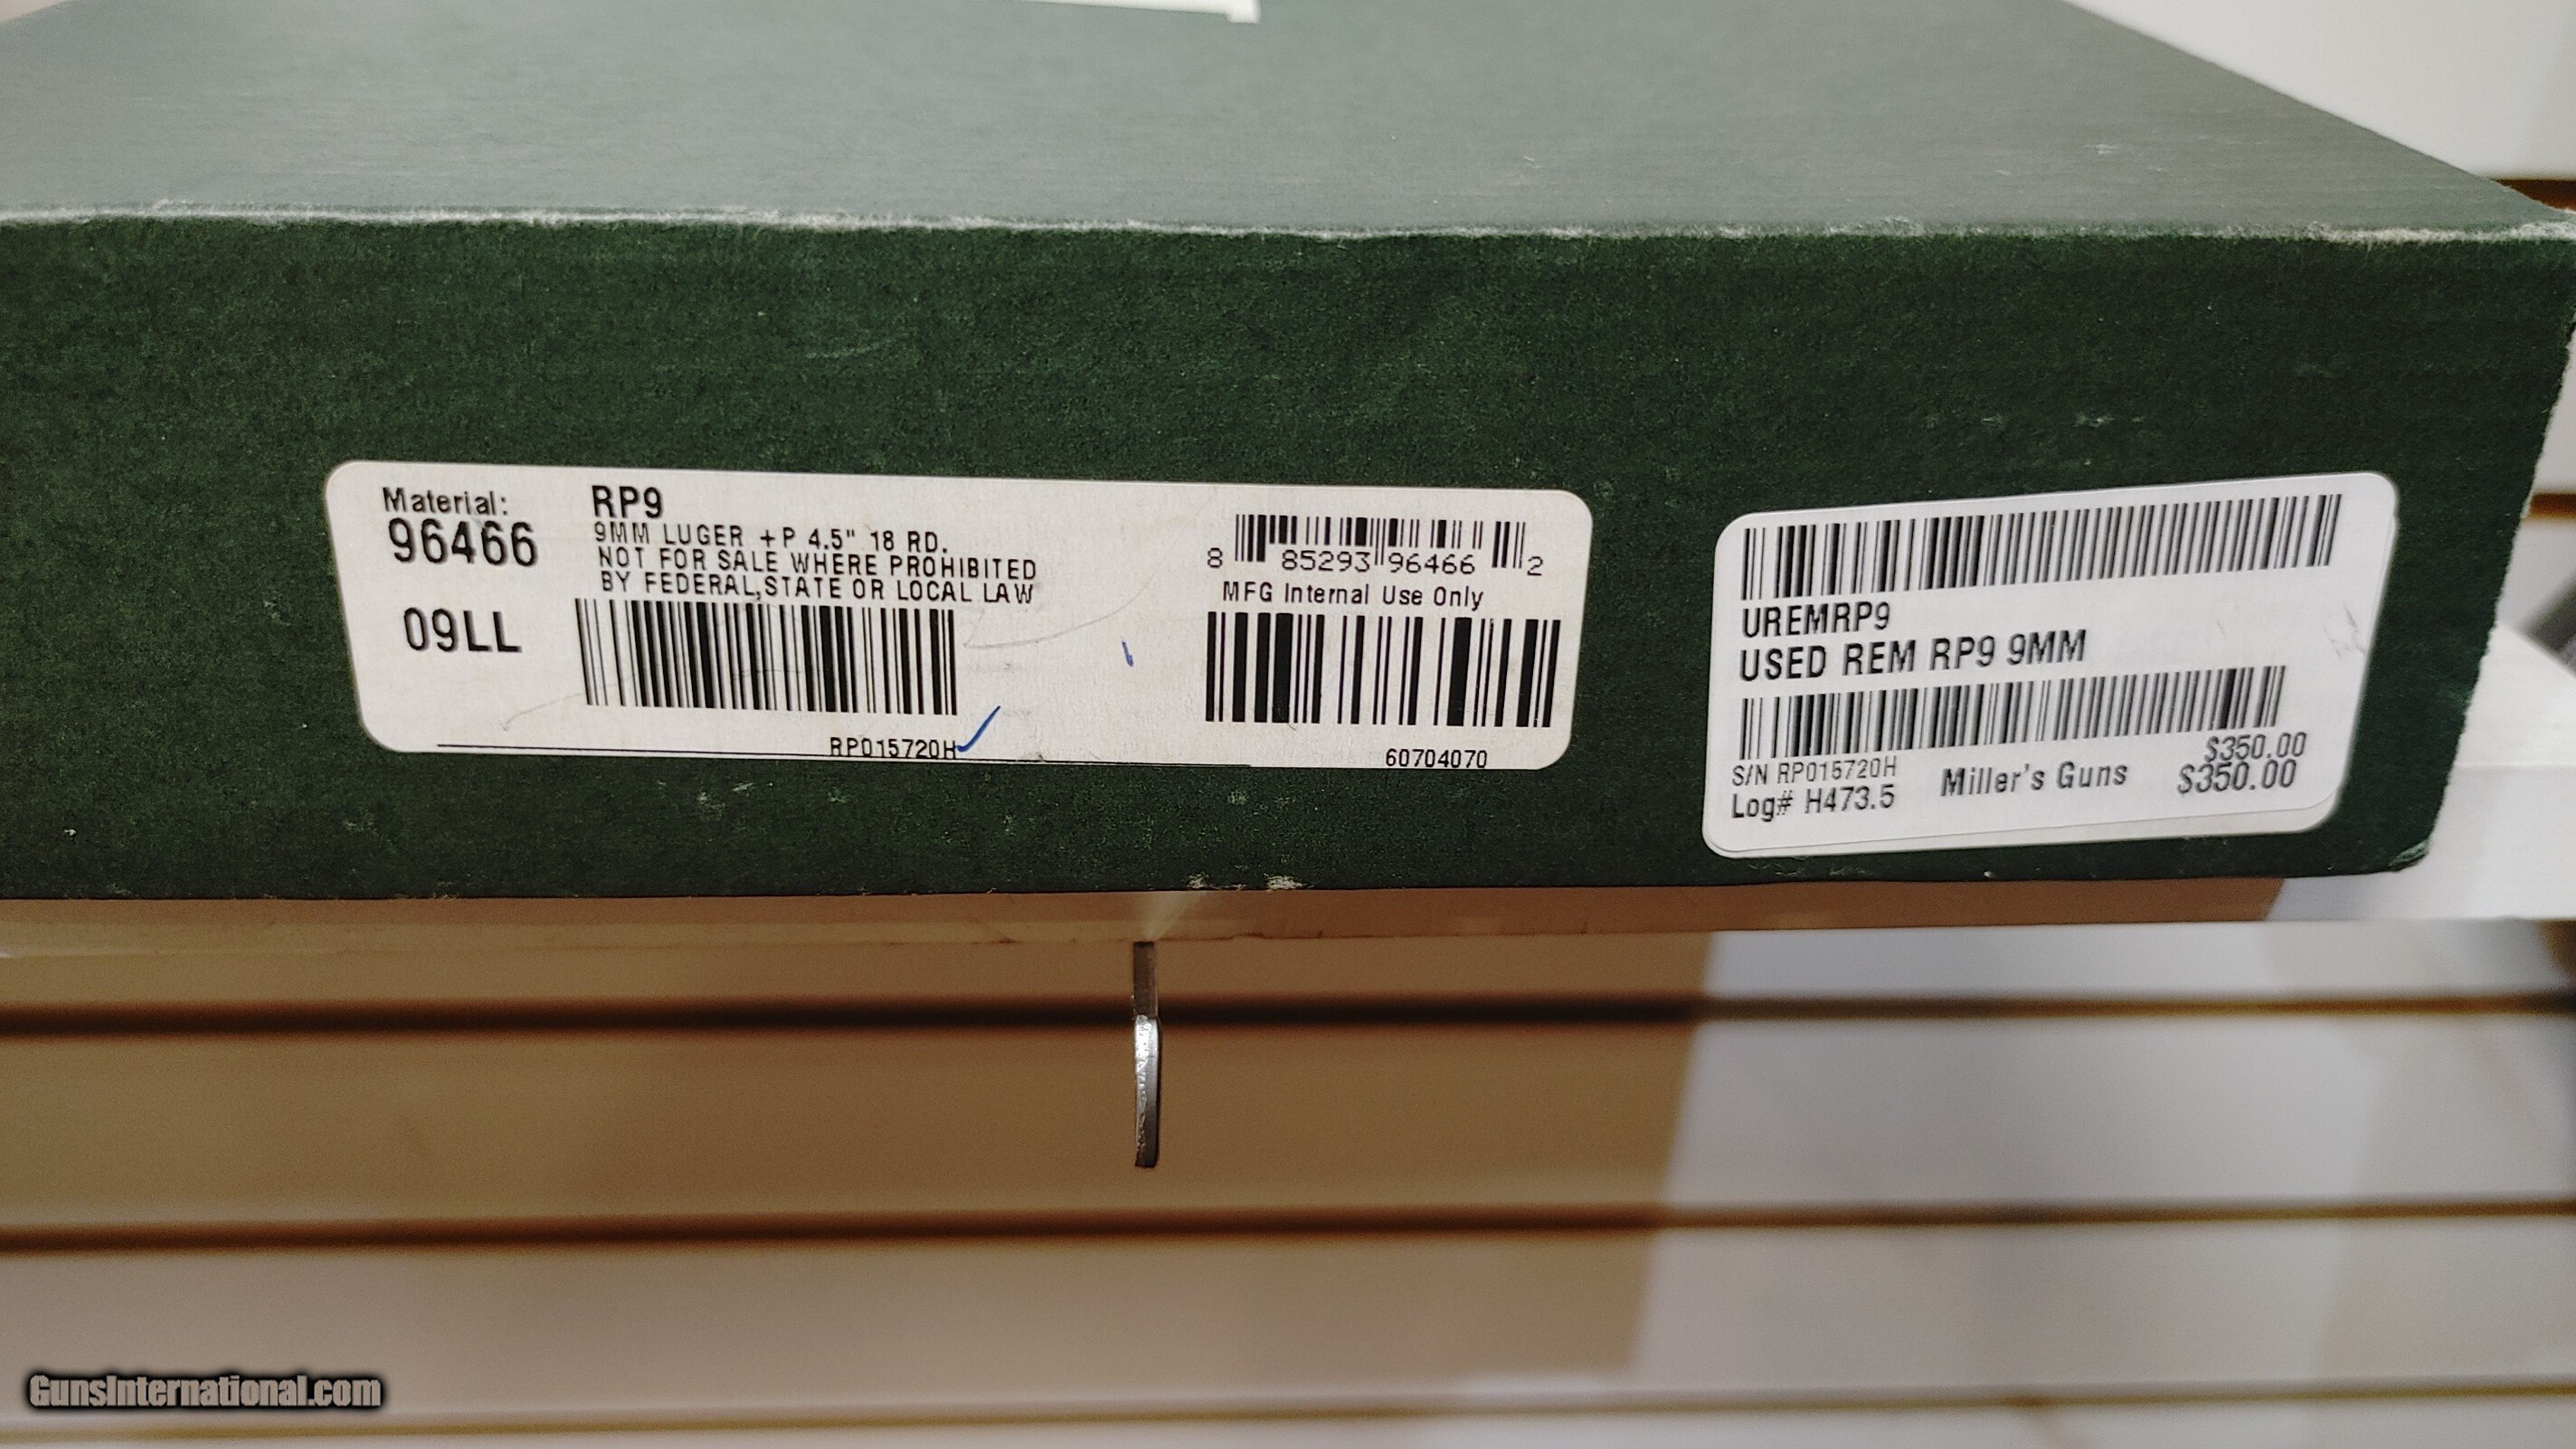 Material:
96466
09LL
RP9
9MM LUGER +P 4.5" 18 RD.
NOT FOR SALE WHERE PROHIBITED
BY FEDERAL,STATE OR LOCAL LAW
RP015720H
8 85293 96466 2
MFG Internal Use Only
60704070
UREMRP9
USED REM RP9 9MM
$350.00
S/N RP015720H
Log# H473.5
Miller's Guns
$350.00
GunsInternational.com